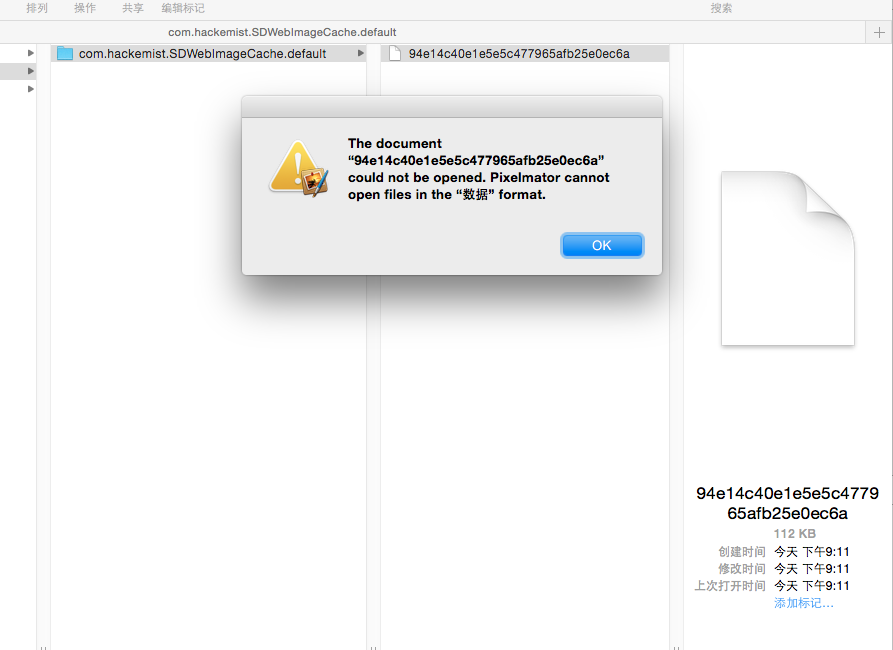 排列 操作 共享 编辑标记 搜索
com.hackemist.SDWebImageCache.default
com.hackemist.SDWebImageCache.default 94e14c40e1e5e5c477965afb25e0ec6a
The document
“94e14c40e1e5e5c477965afb25e0ec6a”
could not be opened. Pixelmator cannot
open files in the “数据” format.
OK
94e14c40e1e5e5c4779
65afb25e0ec6a
112 KB
创建时间 今天 下午9:11
修改时间 今天 下午9:11
上次打开时间 今天 下午9:11
添加标记...